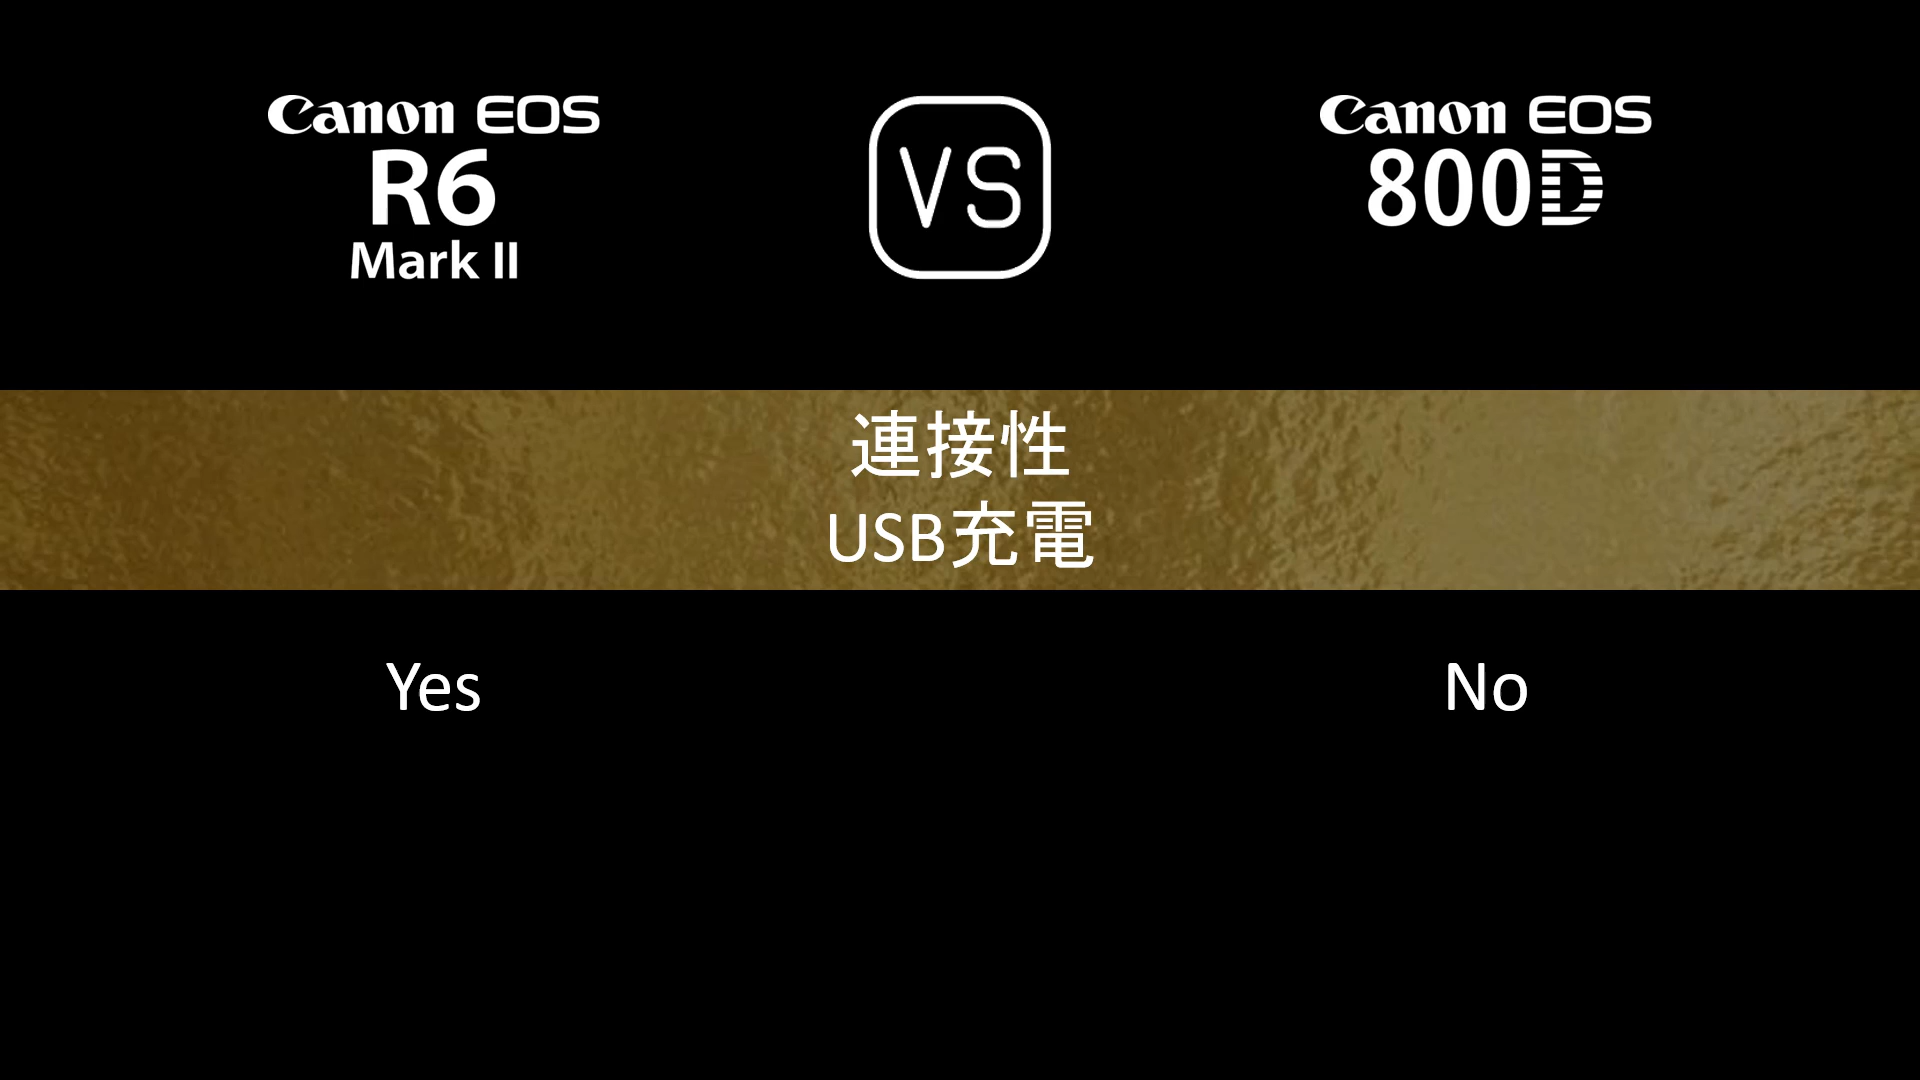 Canon EOS
R6
Mark II
VS
Canon EOS
800D
連接性
USB充電
Yes
No